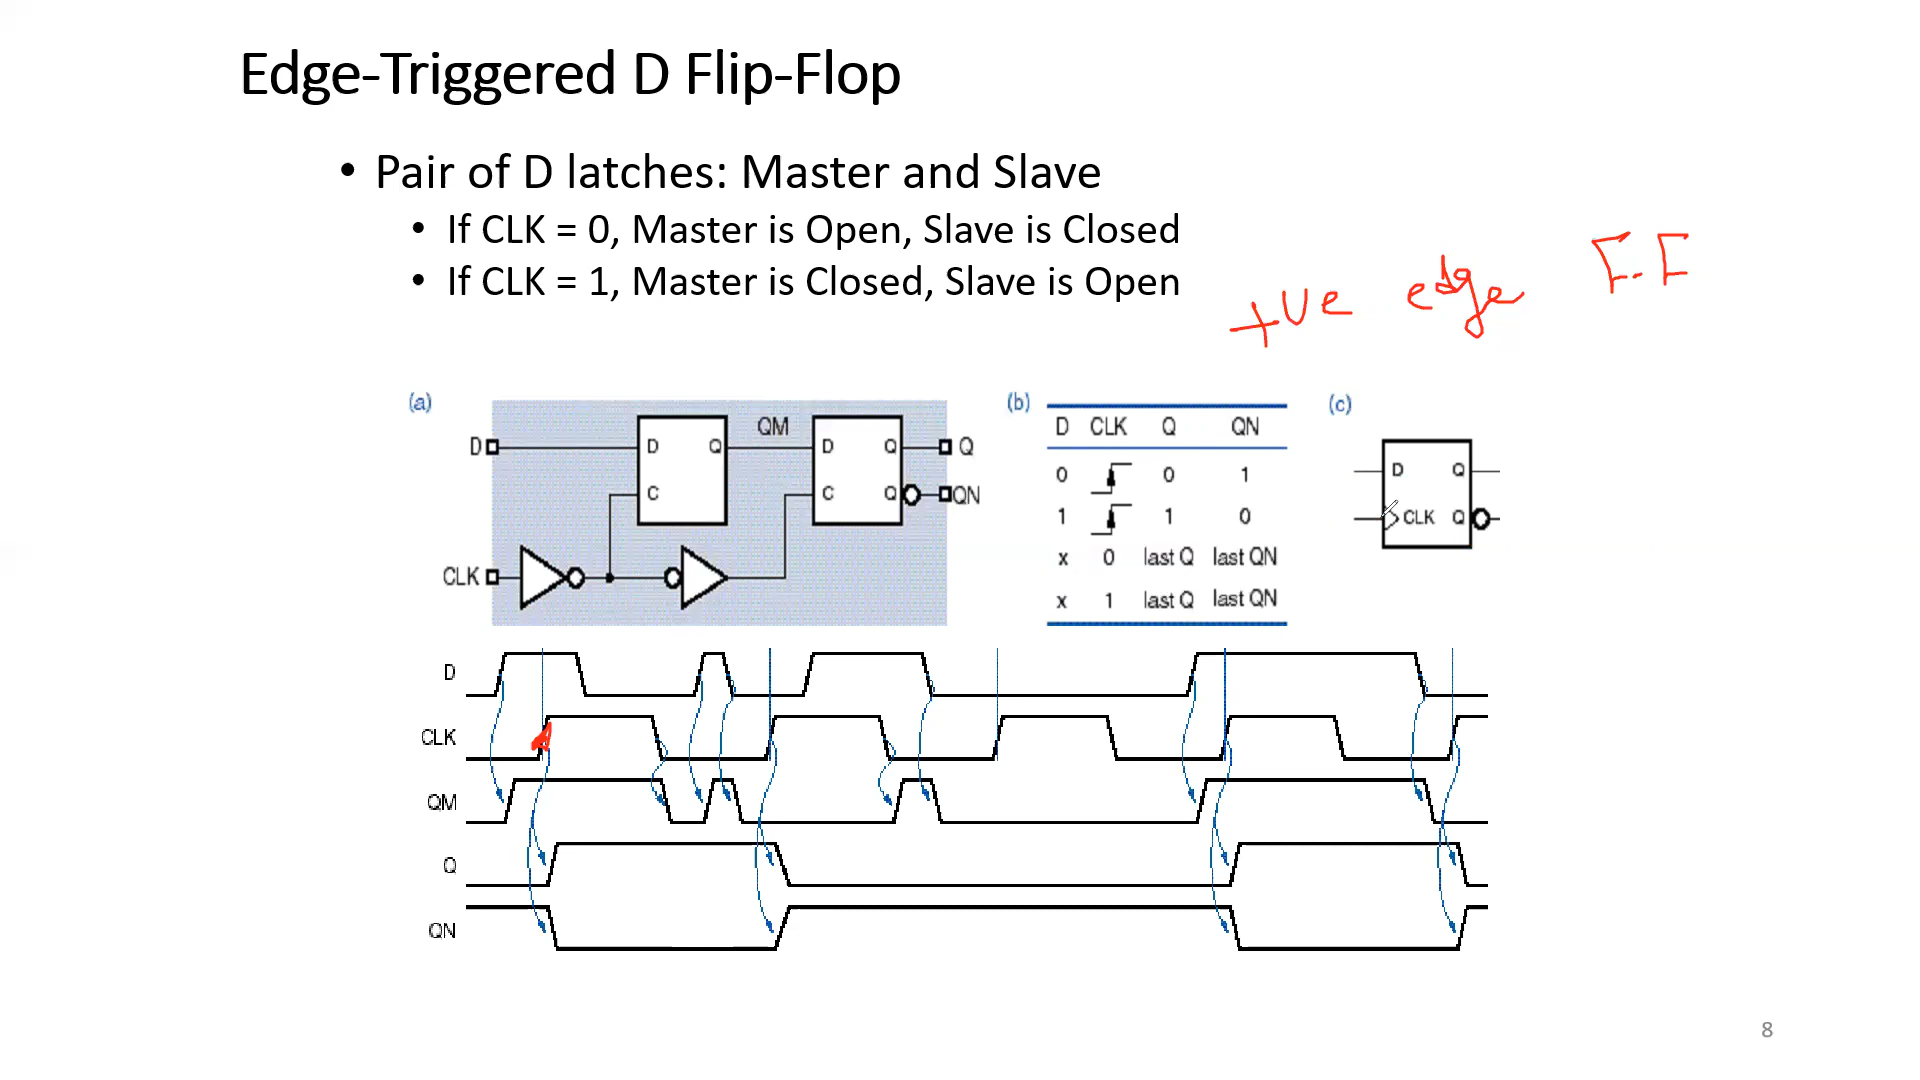 Edge-Triggered D Flip-Flop
• Pair of D latches: Master and Slave
• If CLK = 0, Master is Open, Slave is Closed
• If CLK = 1, Master is Closed, Slave is Open
+ve edge F.F
(a)
D
D Q
QM
D Q
Q
C
C Q
QN
CLK
(b)
D CLK Q QN
0 0 1
1 1 0
x 0 last Q last QN
x 1 last Q last QN
(c)
D Q
CLK Q
D
CLK
QM
Q
QN
8